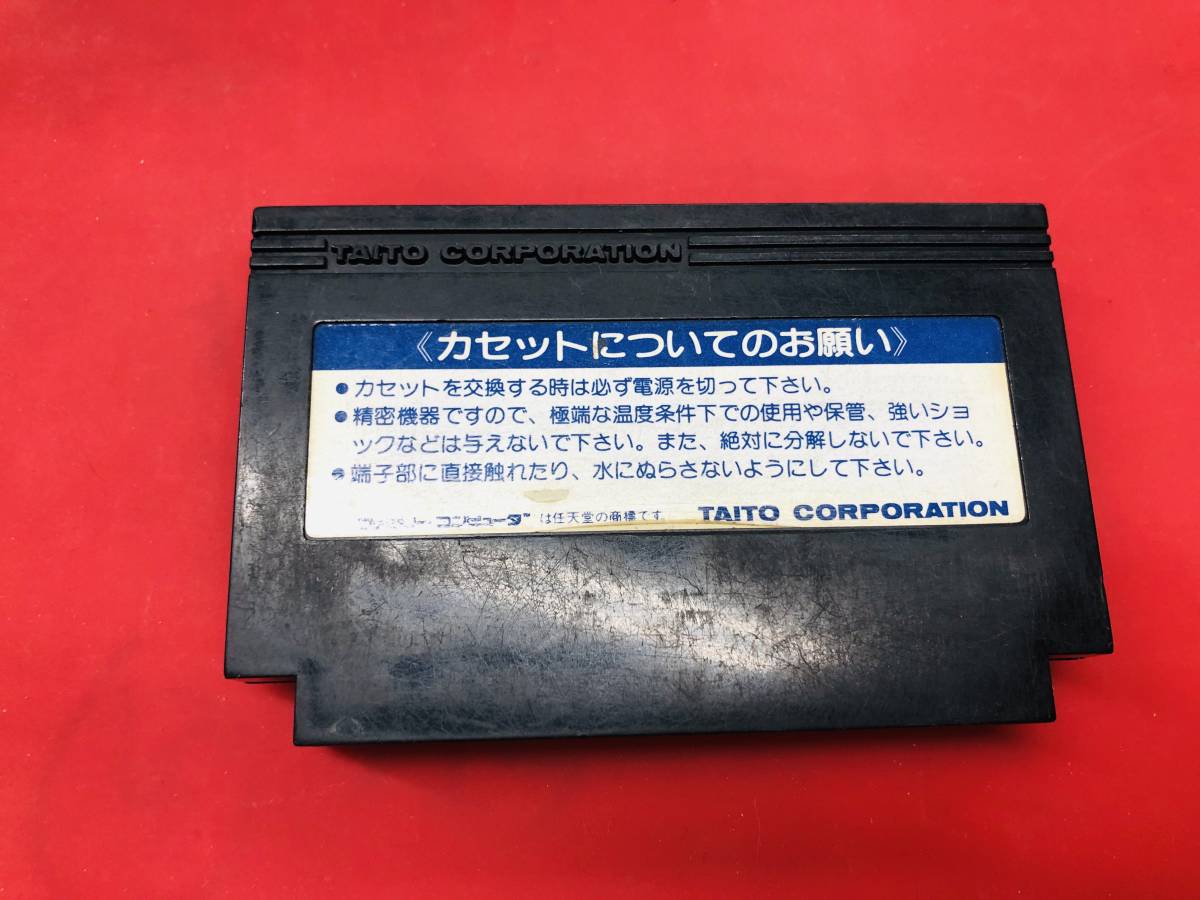 TAITO CORPORATION
《カセットについてのお願い》
●カセットを交換する時は必ず電源を切って下さい。
●精密機器ですので、極端な温度条件下での使用や保管、強いショ
ックなどは与えないで下さい。また、絶対に分解しないで下さい。
●端子部に直接触れたり、水にぬらさないようにして下さい。
コンピュータ™ は任天堂の商標です TAITO CORPORATION